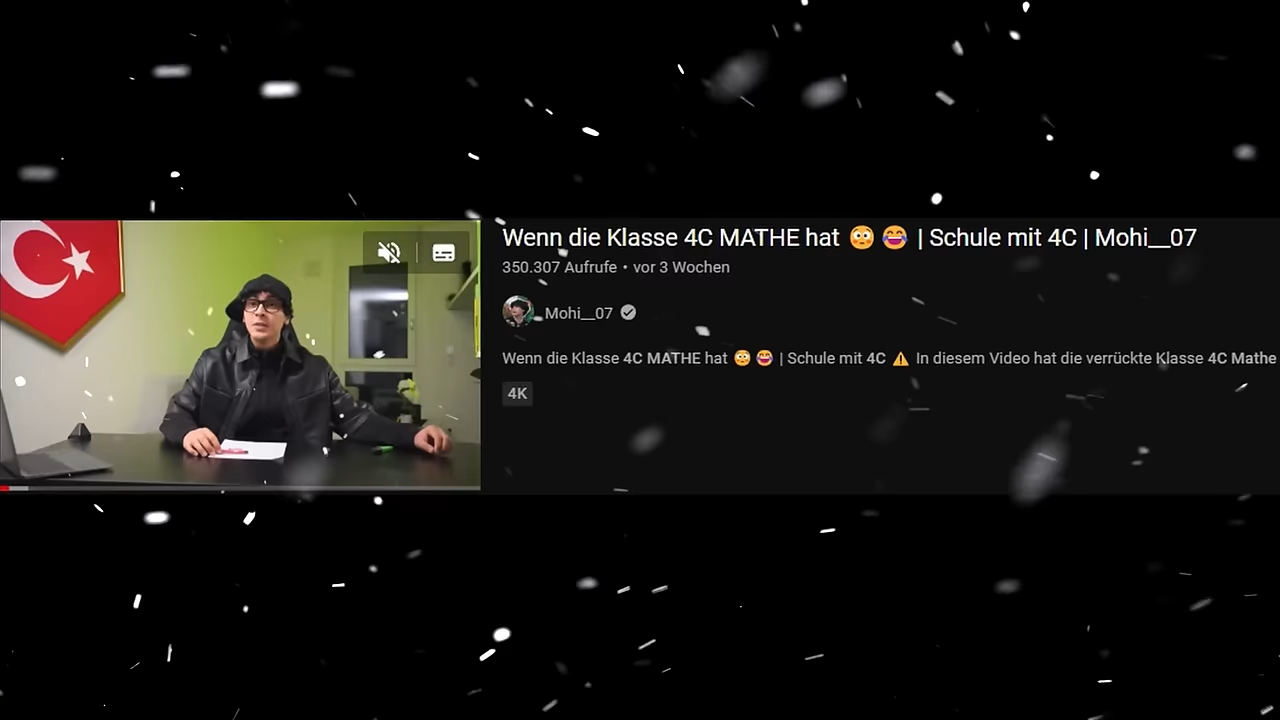 Wenn die Klasse 4C MATHE hat 😳 😂 | Schule mit 4C | Mohi__07
350.307 Aufrufe • vor 3 Wochen
Mohi__07
Wenn die Klasse 4C MATHE hat 😳 😂 | Schule mit 4C ⚠️ In diesem Video hat die verrückte Klasse 4C Mathe
4K